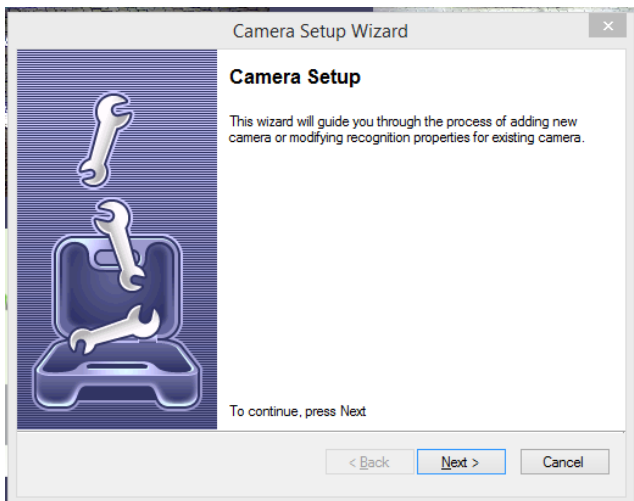 Camera Setup Wizard
Camera Setup
This wizard will guide you through the process of adding new
camera or modifying recognition properties for existing camera.
To continue, press Next
< Back Next > Cancel